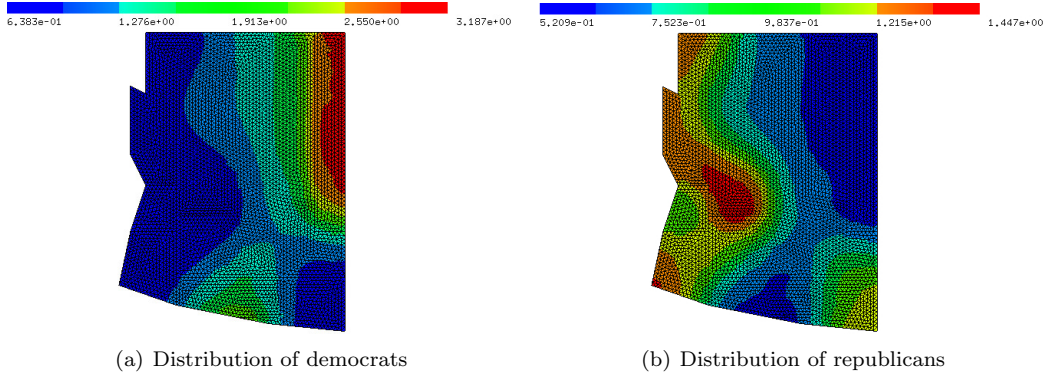 6.383e-01 1.276e+00 1.913e+00 2.550e+00 3.187e+00
5.209e-01 7.523e-01 9.837e-01 1.215e+00 1.447e+00
(a) Distribution of democrats
(b) Distribution of republicans